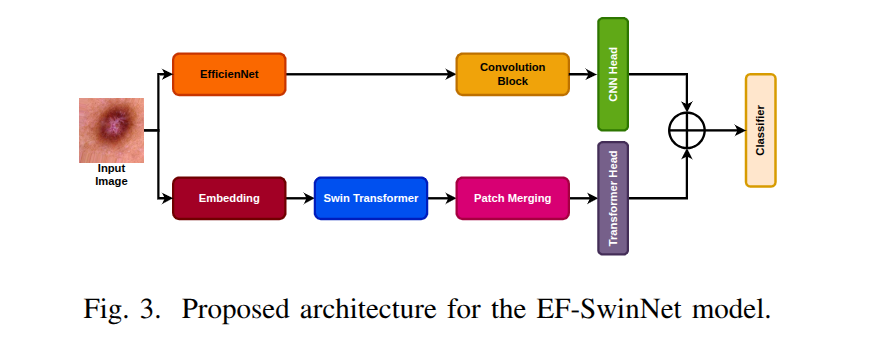 EfficienNet
Convolution
Block
CNN Head
Input
Image
Classifier
Embedding
Swin Transformer
Patch Merging
Transformer Head
Fig. 3. Proposed architecture for the EF-SwinNet model.